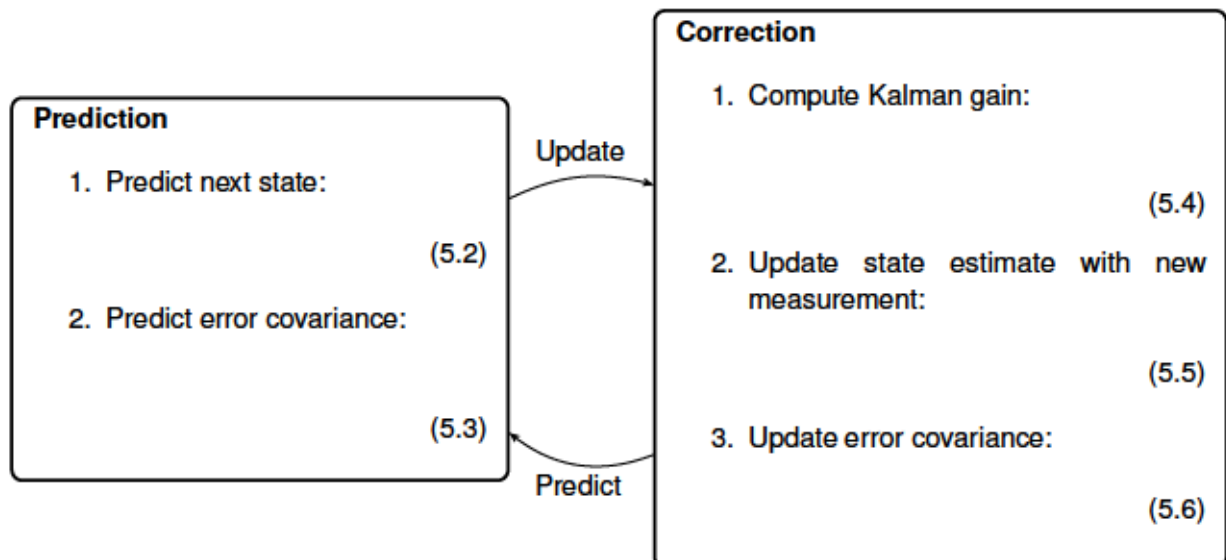 Prediction
1. Predict next state:
(5.2)
2. Predict error covariance:
(5.3)
Update
Predict
Correction
1. Compute Kalman gain:
(5.4)
2. Update state estimate with new
measurement:
(5.5)
3. Update error covariance:
(5.6)